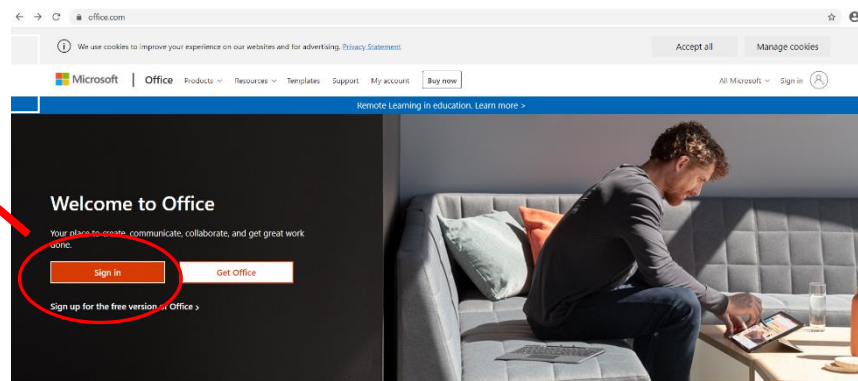 office.com
We use cookies to improve your experience on our websites and for advertising. Privacy Statement
Accept all
Manage cookies
Microsoft
Office
Products
Resources
Templates
Support
My account
Buy now
All Microsoft
Sign in
Remote Learning in education. Learn more >
Welcome to Office
Your place to create, communicate, collaborate, and get great work
done.
Sign in
Get Office
Sign up for the free version of Office >